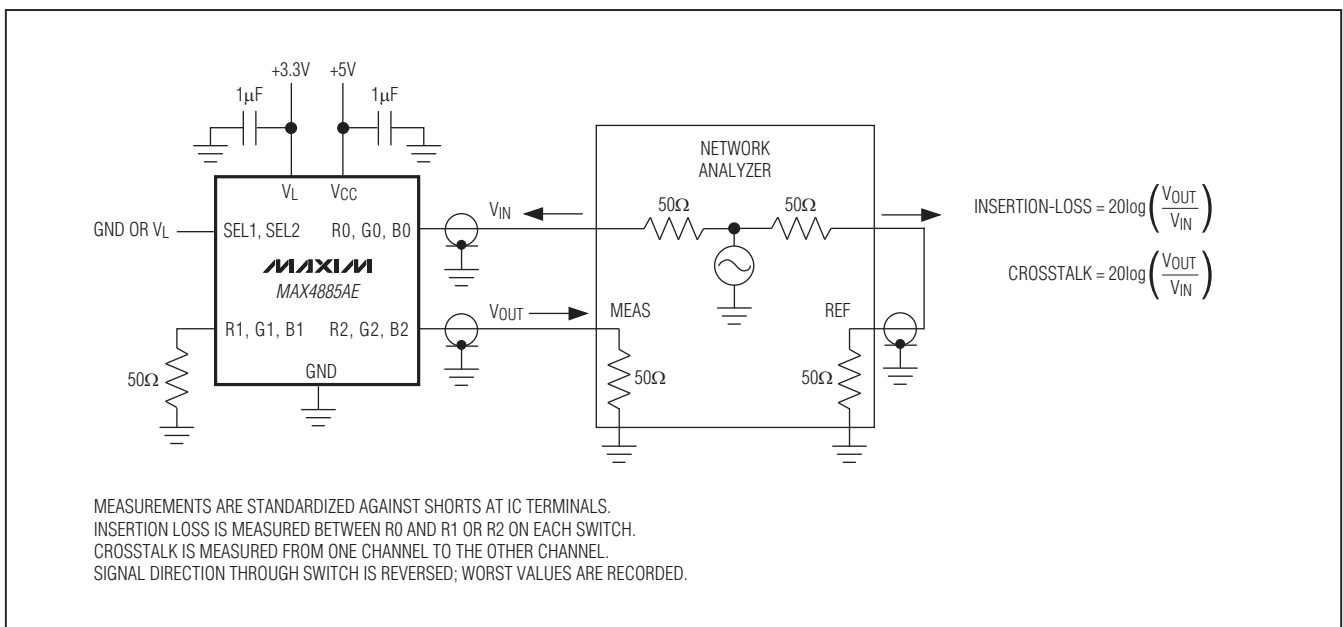 +3.3V +5V
1μF 1μF
NETWORK
ANALYZER
VL VCC
VIN
50Ω 50Ω
INSERTION-LOSS = 20log(VOUT/VIN)
GND OR VL SEL1, SEL2 R0, G0, B0
MAXIM
MAX4885AE
CROSSTALK = 20log(VOUT/VIN)
VOUT MEAS REF
R1, G1, B1 R2, G2, B2
50Ω GND 50Ω 50Ω
MEASUREMENTS ARE STANDARDIZED AGAINST SHORTS AT IC TERMINALS.
INSERTION LOSS IS MEASURED BETWEEN R0 AND R1 OR R2 ON EACH SWITCH.
CROSSTALK IS MEASURED FROM ONE CHANNEL TO THE OTHER CHANNEL.
SIGNAL DIRECTION THROUGH SWITCH IS REVERSED; WORST VALUES ARE RECORDED.